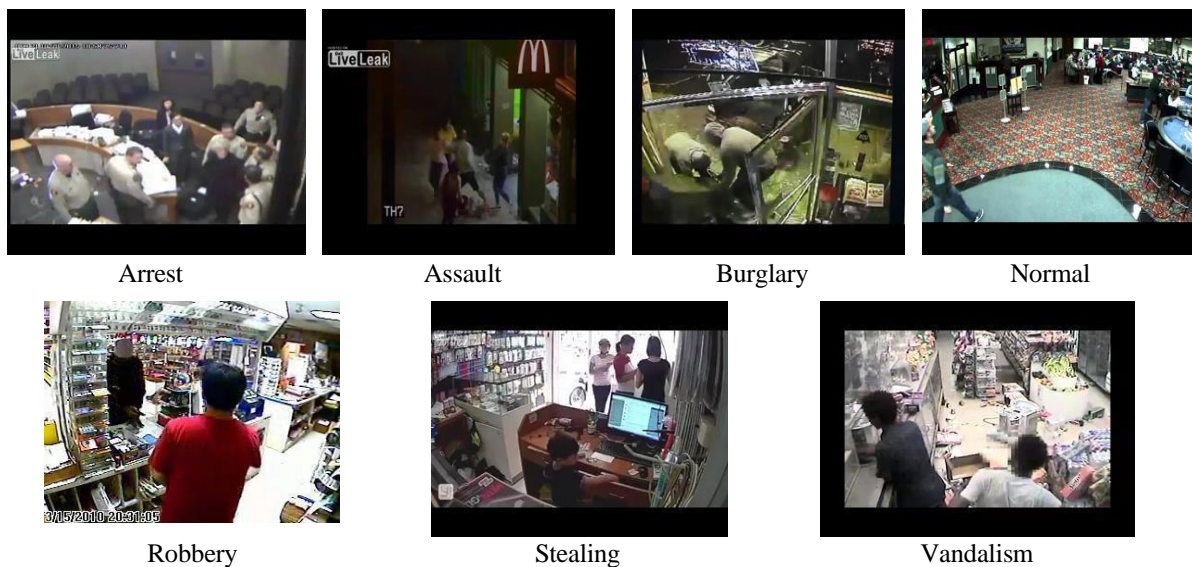 LiveLeak
LiveLeak
TH?
Arrest
Assault
Burglary
Normal
3/15/2010 20:31:05
Robbery
Stealing
Vandalism